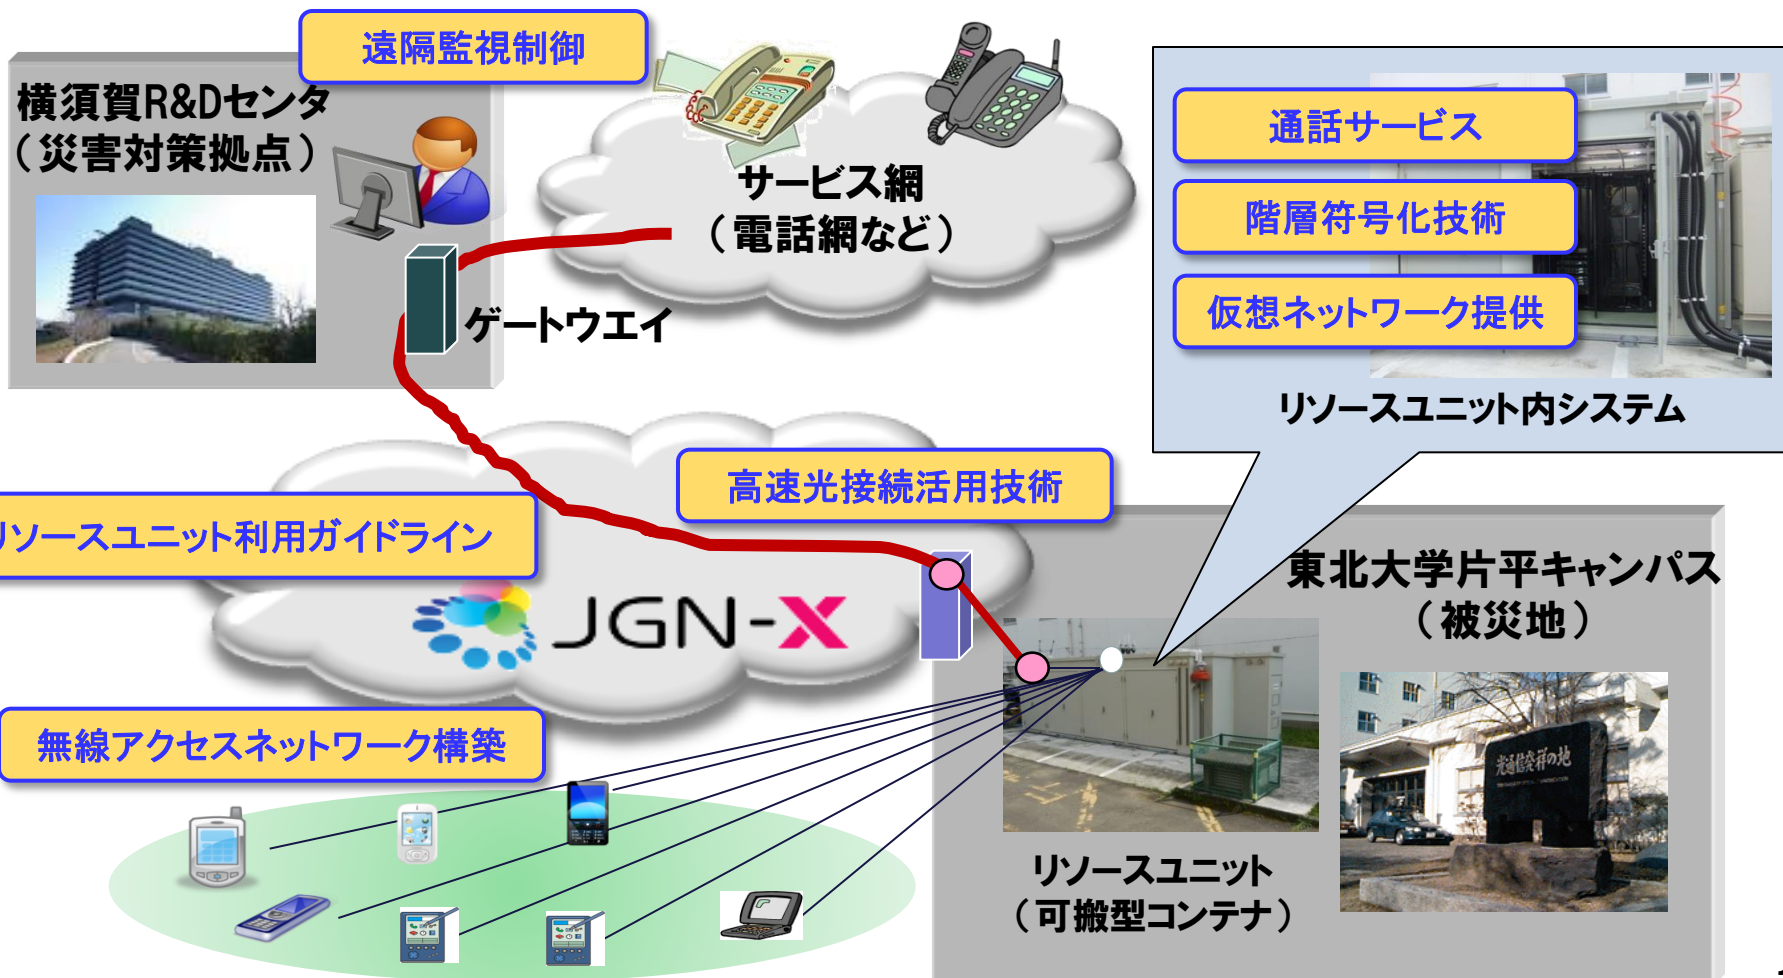 遠隔監視制御
横須賀R&Dセンタ
（災害対策拠点）
サービス網
（電話網など）
ゲートウエイ
通話サービス
階層符号化技術
仮想ネットワーク提供
リソースユニット内システム
高速光接続活用技術
リソースユニット利用ガイドライン
JGN-X
東北大学片平キャンパス
（被災地）
光通信発祥の地
無線アクセスネットワーク構築
リソースユニット
（可搬型コンテナ）